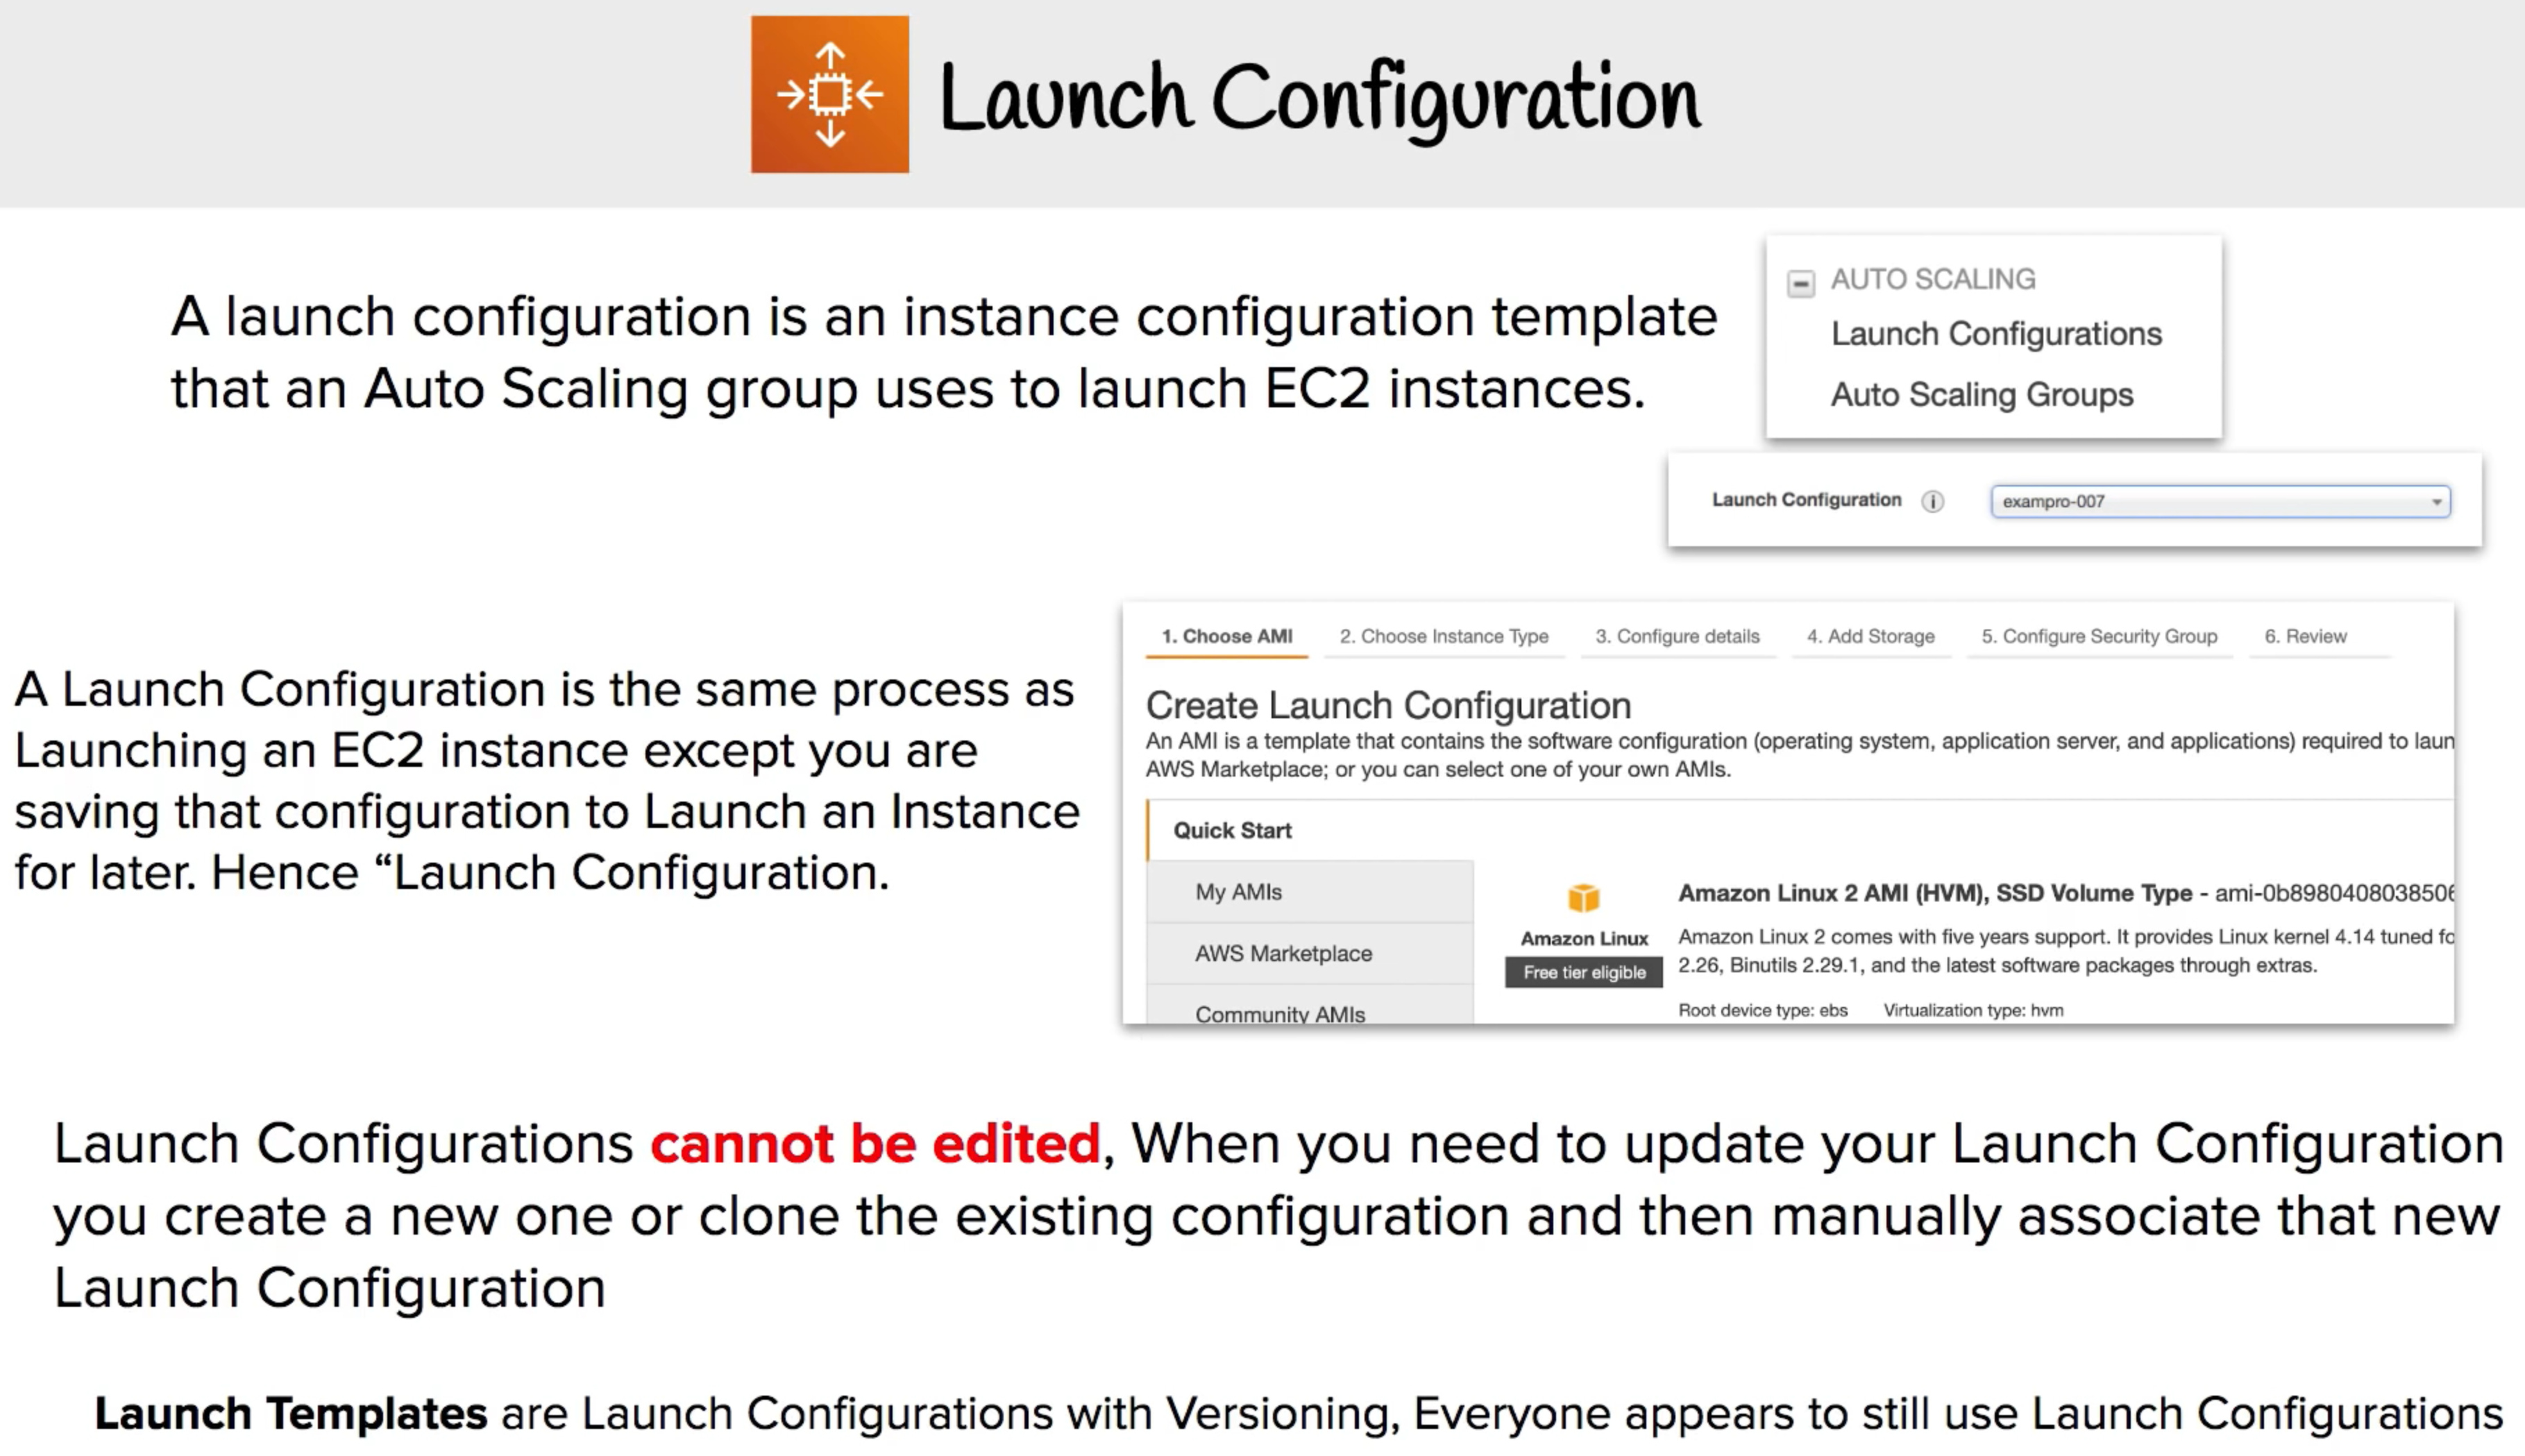 Launch Configuration
A launch configuration is an instance configuration template
that an Auto Scaling group uses to launch EC2 instances.
AUTO SCALING
Launch Configurations
Auto Scaling Groups
Launch Configuration i exampro-007
A Launch Configuration is the same process as
Launching an EC2 instance except you are
saving that configuration to Launch an Instance
for later. Hence “Launch Configuration.
1. Choose AMI 2. Choose Instance Type 3. Configure details 4. Add Storage 5. Configure Security Group 6. Review
Create Launch Configuration
An AMI is a template that contains the software configuration (operating system, application server, and applications) required to laun
AWS Marketplace; or you can select one of your own AMIs.
Quick Start
My AMIs
AWS Marketplace
Community AMIs
Amazon Linux
Free tier eligible
Amazon Linux 2 AMI (HVM), SSD Volume Type - ami-0b898040803850
Amazon Linux 2 comes with five years support. It provides Linux kernel 4.14 tuned
2.26, Binutils 2.29.1, and the latest software packages through extras.
Root device type: ebs Virtualization type: hvm
Launch Configurations cannot be edited, When you need to update your Launch Configuration
you create a new one or clone the existing configuration and then manually associate that new
Launch Configuration
Launch Templates are Launch Configurations with Versioning, Everyone appears to still use Launch Configurations